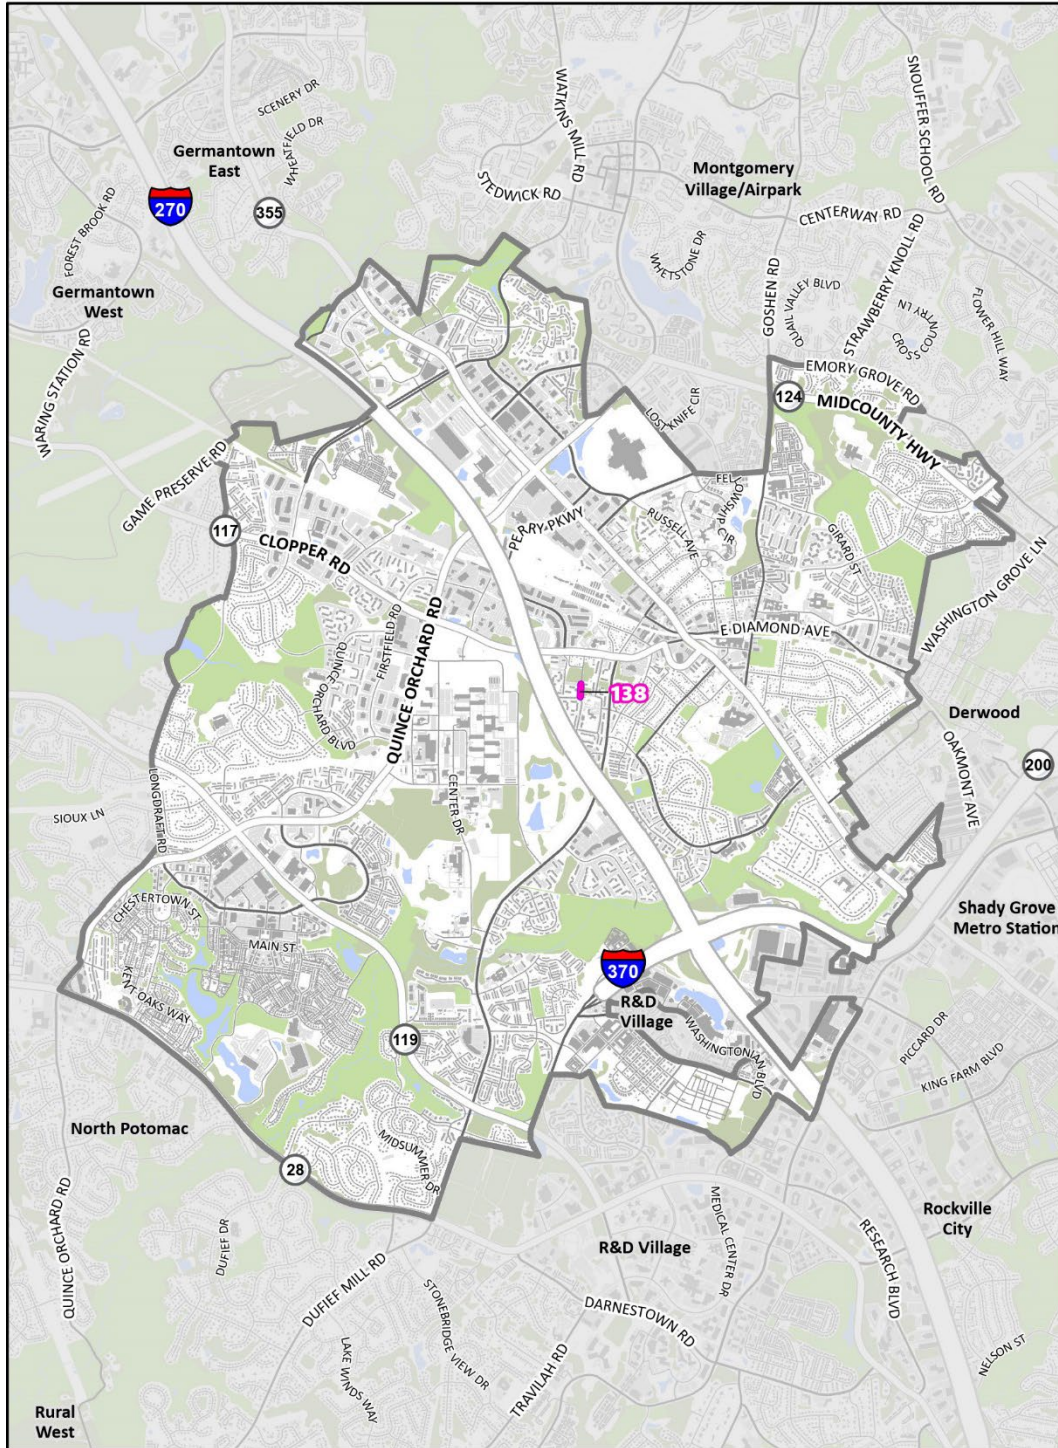 SCENERY DR
WHEATFIELD DR
Germantown
East
270
355
FOREST BROOK RD
Germantown
West
WARING STATION RD
WATKINS MILL RD
STEDWICK RD
SNOUFFER SCHOOL RD
Montgomery
Village/Airpark
CENTERWAY RD
WHETSTONE DR
GOSHEN RD
QUAIL VALLEY BLVD
STRAWBERRY KNOLL RD
CROSS COUNTRY LN
FLOWER HILL WAY
EMORY GROVE RD
124
MIDCOUNTY HWY
LOST KNIFE CIR
GAME PRESERVE RD
117
CLOPPER RD
PERRY PKWY
FELLOWSHIP CIR
RUSSELL AVE
GIRARD ST
WASHINGTON GROVE LN
E DIAMOND AVE
QUINCE ORCHARD RD
FIRSTFIELD RD
QUINCE ORCHARD BLVD
138
Derwood
OAKMONT AVE
200
LONGDRAFT RD
SIOUX LN
CENTER DR
CHESTERTOWN ST
MAIN ST
KENT OAKS WAY
Shady Grove
Metro Station
370
R&D
Village
WASHINGTONIAN BLVD
119
PICCARD DR
KING FARM BLVD
North Potomac
MIDSUMMER DR
28
QUINCE ORCHARD RD
DUFIEF DR
DUFIEF MILL RD
R&D Village
MEDICAL CENTER DR
Rockville
City
RESEARCH BLVD
STONEBRIDGE VIEW DR
DARNESTOWN RD
LAKE WINDS WAY
TRAVILAH RD
NELSON ST
Rural
West